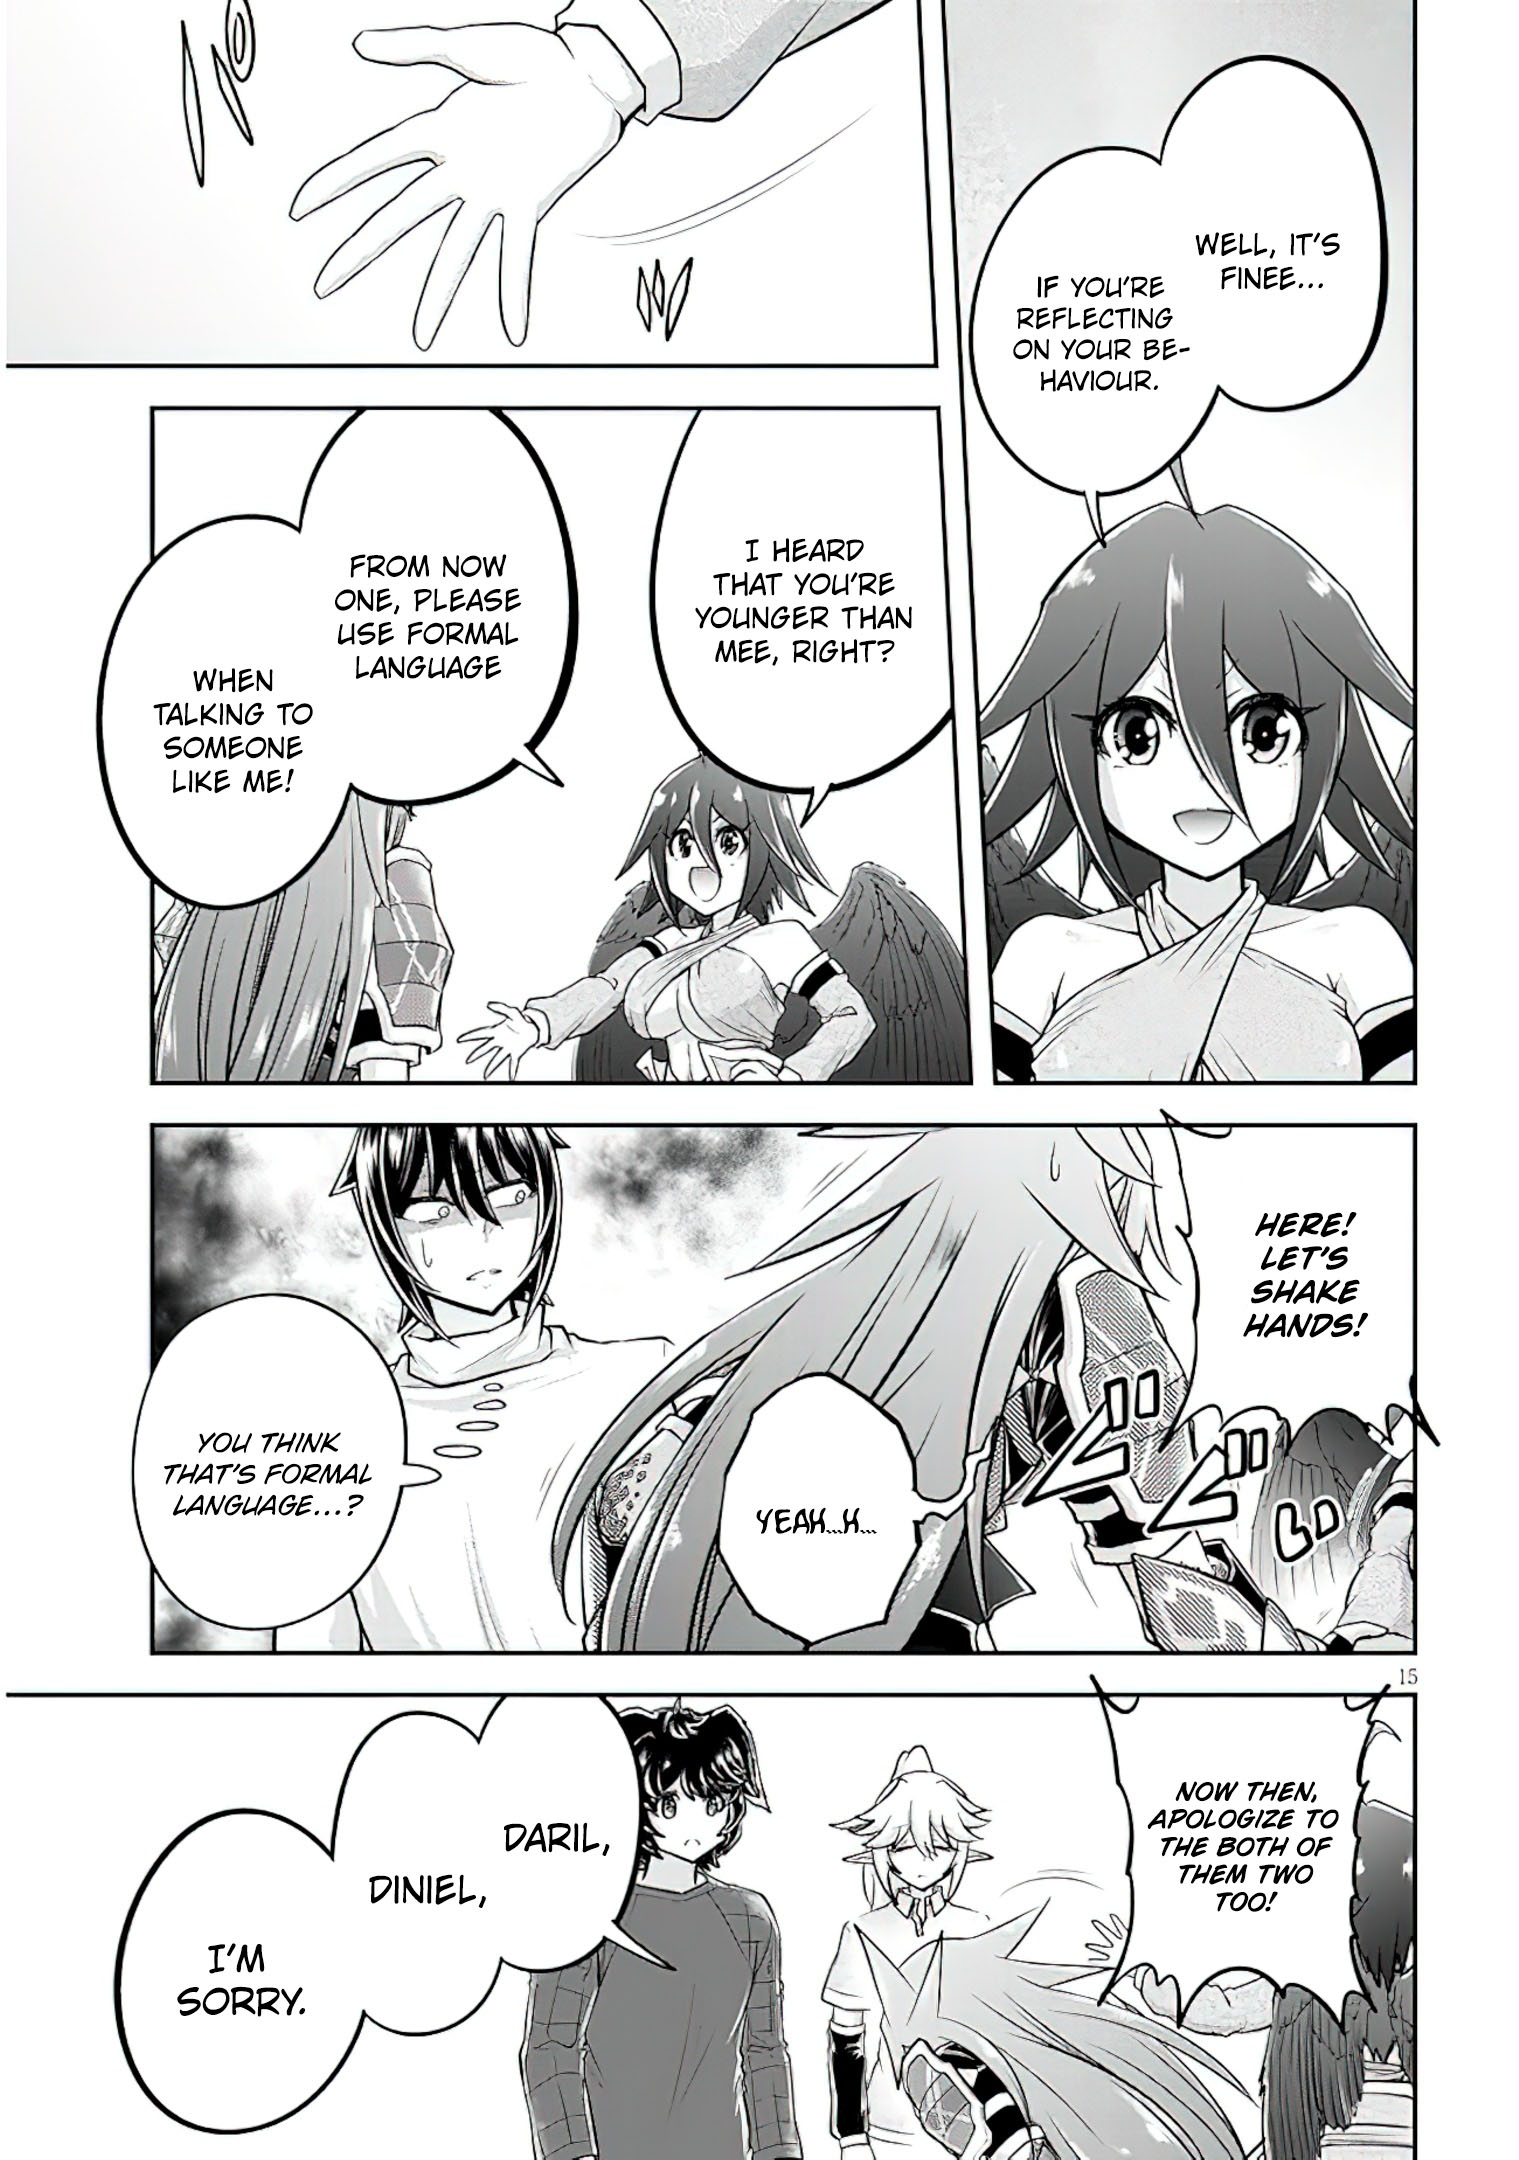 WELL, IT'S
FINEE...
IF YOU'RE
REFLECTING
ON YOUR BE-
HAVIOUR.
I HEARD
THAT YOU'RE
YOUNGER THAN
MEE, RIGHT?
FROM NOW
ONE, PLEASE
USE FORMAL
LANGUAGE
WHEN
TALKING TO
SOMEONE
LIKE ME!
HERE!
LET'S
SHAKE
HANDS!
YEAH...H...
YOU THINK
THAT'S FORMAL
LANGUAGE...?
15
NOW THEN,
APOLOGIZE TO
THE BOTH OF
THEM TWO
TOO!
DARIL,
DINIEL,
I'M
SORRY.